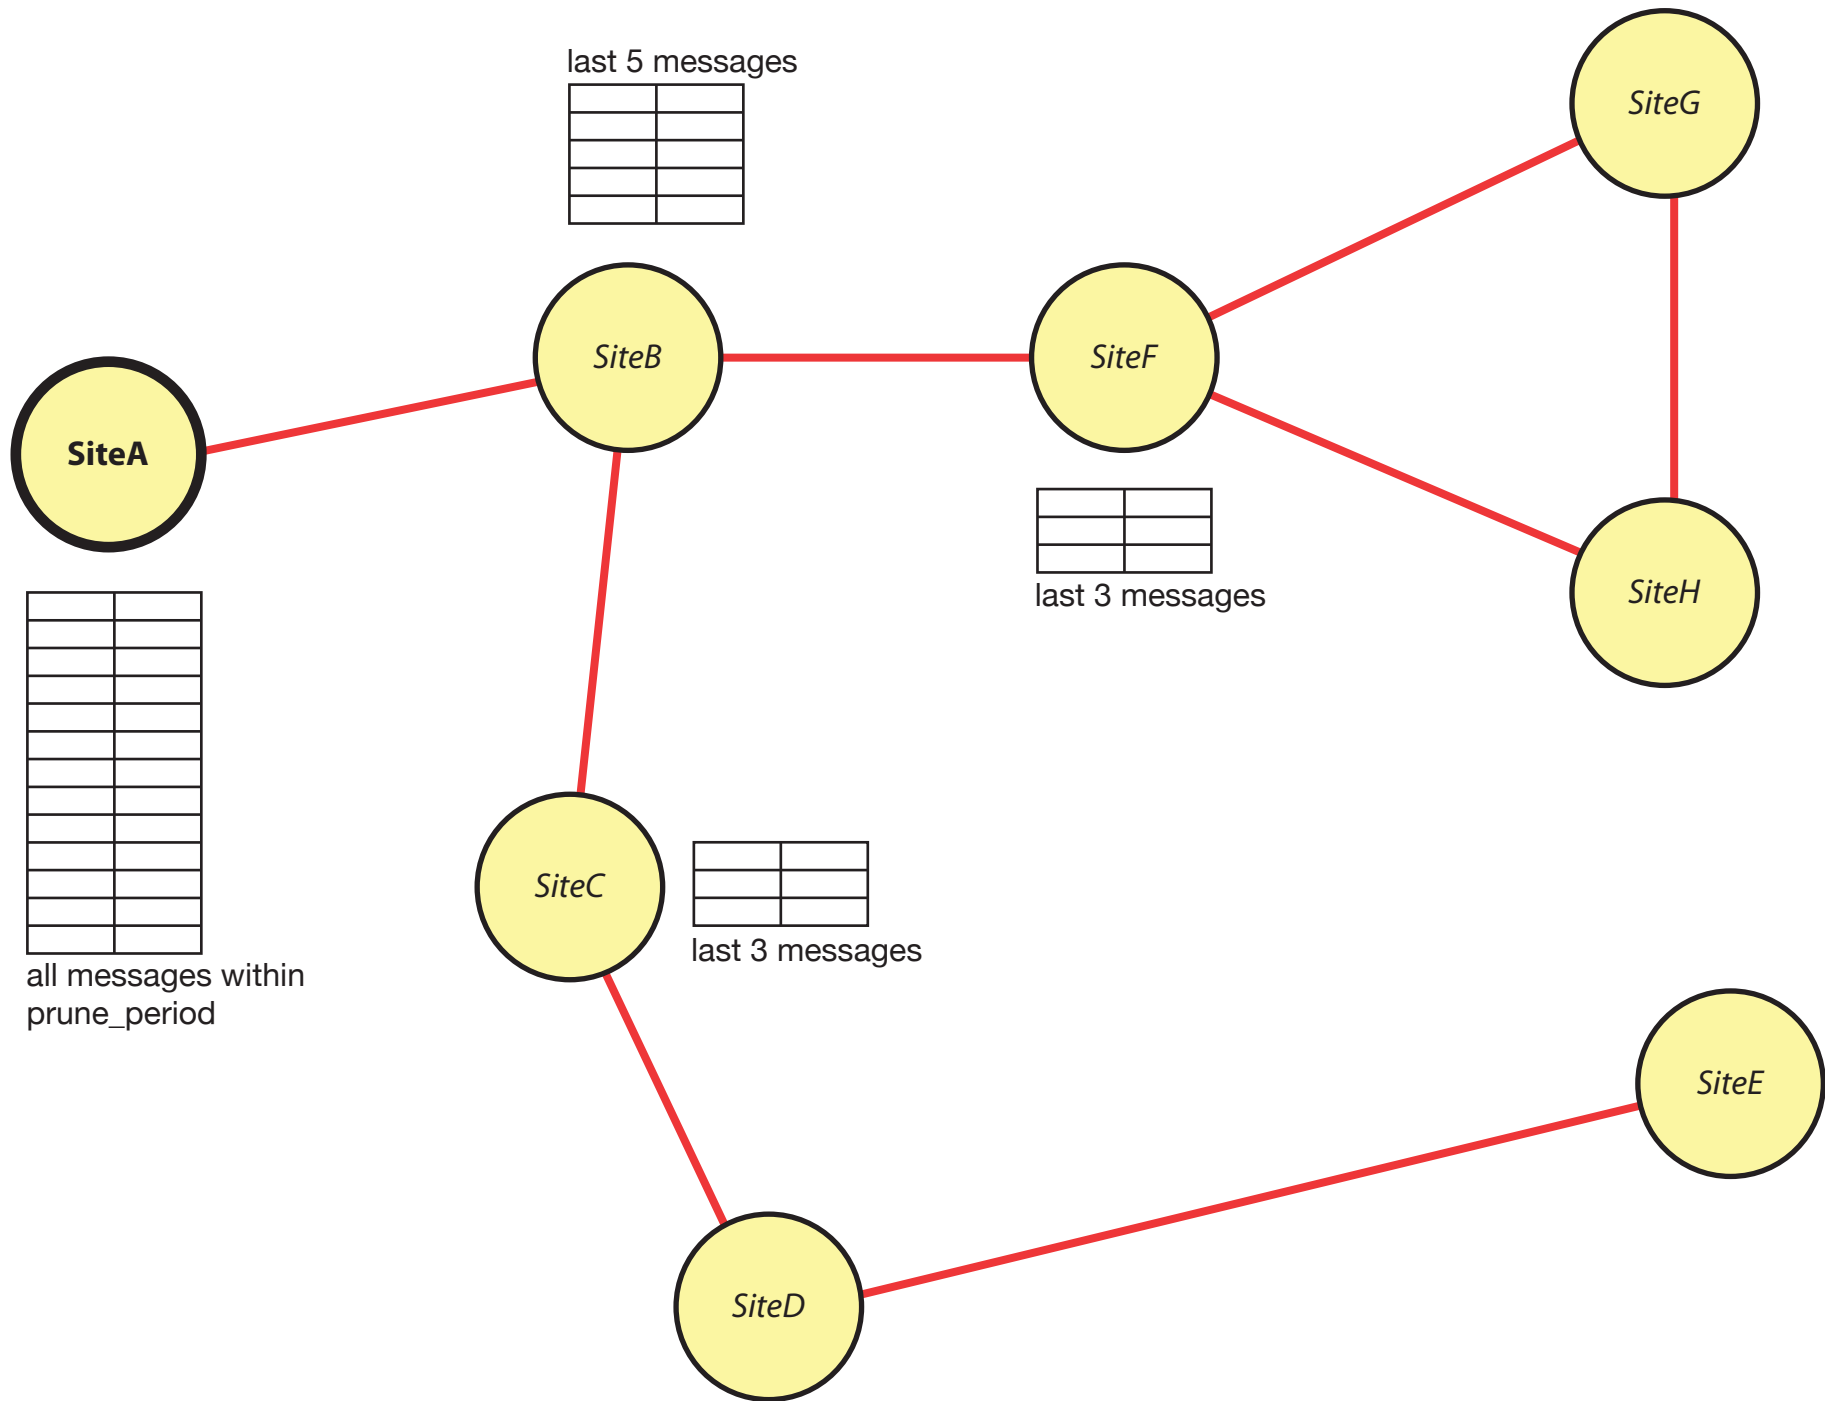 last 5 messages
SiteG
SiteB
SiteF
SiteA
SiteH
last 3 messages
SiteC
last 3 messages
all messages within
prune_period
SiteE
SiteD